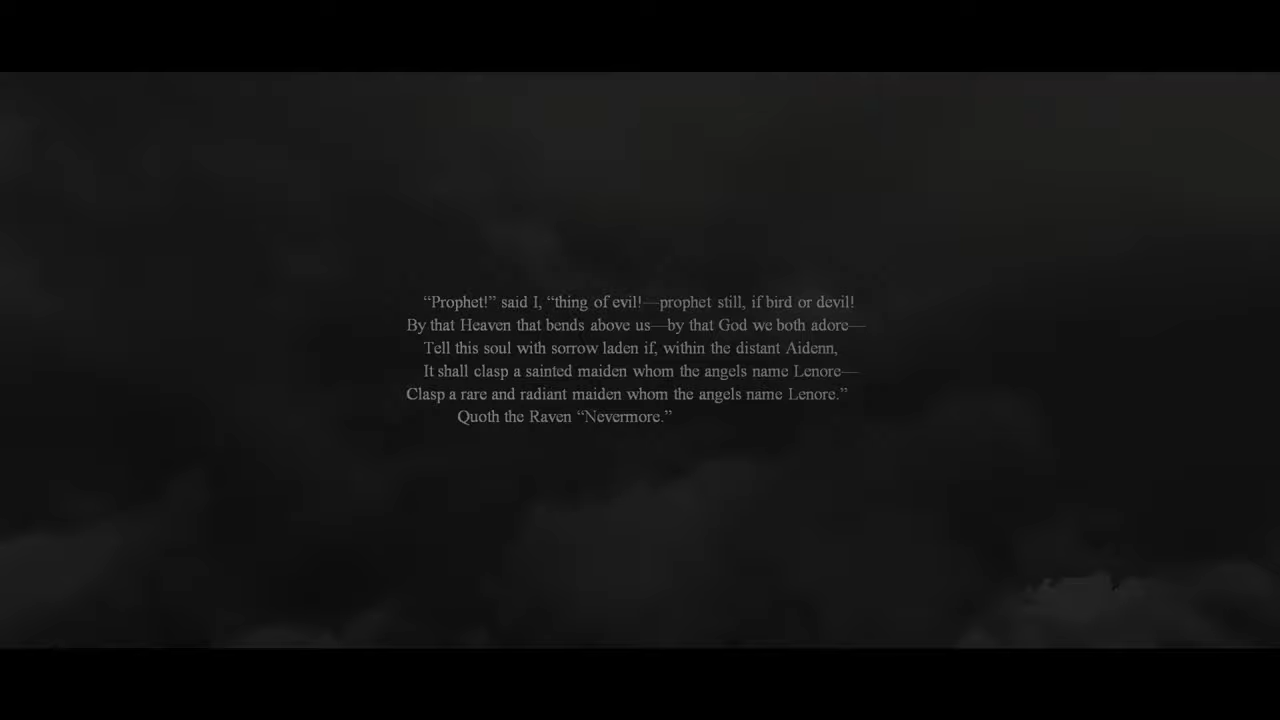 “Prophet!” said I, “thing of evil!—prophet still, if bird or devil!
By that Heaven that bends above us—by that God we both adore—
Tell this soul with sorrow laden if, within the distant Aidenn,
It shall clasp a sainted maiden whom the angels name Lenore—
Clasp a rare and radiant maiden whom the angels name Lenore.”
Quoth the Raven “Nevermore.”